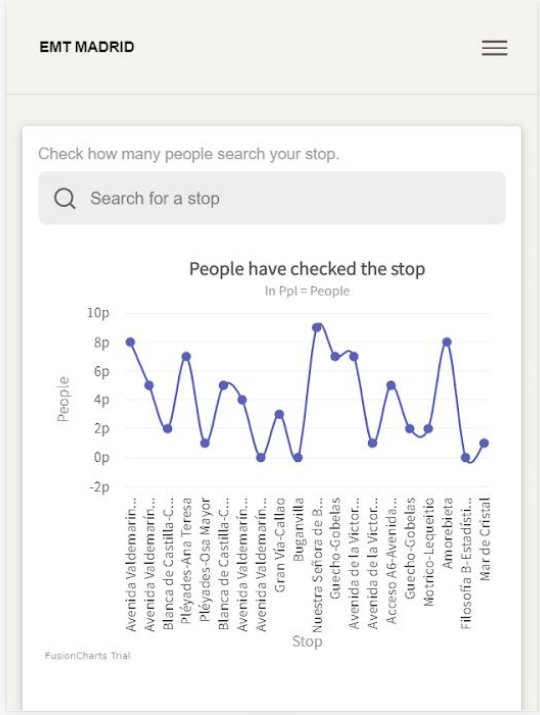 EMT MADRID
Check how many people search your stop.
Search for a stop
People have checked the stop
In Ppl = People
10p
8p
6p
4p
2p
0p
-2p
People
Avenida Valdemarín...
Avenida Valdemarín...
Blanca de Castilla-C...
Pléyades-Ana Teresa
Pléyades-Osa Mayor
Blanca de Castilla-C...
Avenida Valdemarín...
Avenida Valdemarín...
Gran Vía-Callao
Buganvilla
Nuestra Señora de B...
Guecho-Gobelas
Avenida de la Victor...
Avenida de la Victor...
Acceso A6-Avenida...
Guecho-Gobelas
Motrico-Lequeitio
Amorebieta
Filosofía B-Estadísti...
Mar de Cristal
Stop
FusionCharts Trial